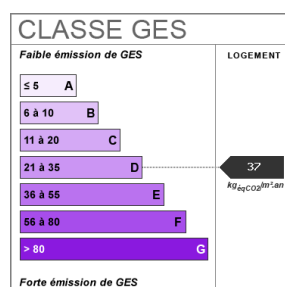 CLASSE GES
Faible émission de GES
LOGEMENT
≤ 5 A
6 à 10 B
11 à 20 C
21 à 35 D
37
kgéqCO2/m².an
36 à 55 E
56 à 80 F
> 80 G
Forte émission de GES